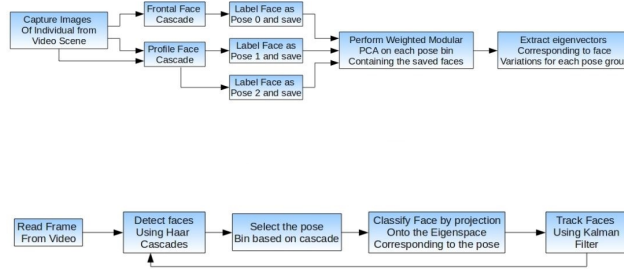 Capture Images
Of Individual from
Video Scene
Frontal Face
Cascade
Profile Face
Cascade
Label Face as
Pose 0 and save
Label Face as
Pose 1 and save
Label Face as
Pose 2 and save
Perform Weighted Modular
PCA on each pose bin
Containing the saved faces
Extract eigenvectors
Corresponding to face
Variations for each pose grou
Read Frame
From Video
Detect faces
Using Haar
Cascades
Select the pose
Bin based on cascade
Classify Face by projection
Onto the Eigenspace
Corresponding to the pose
Track Faces
Using Kalman
Filter